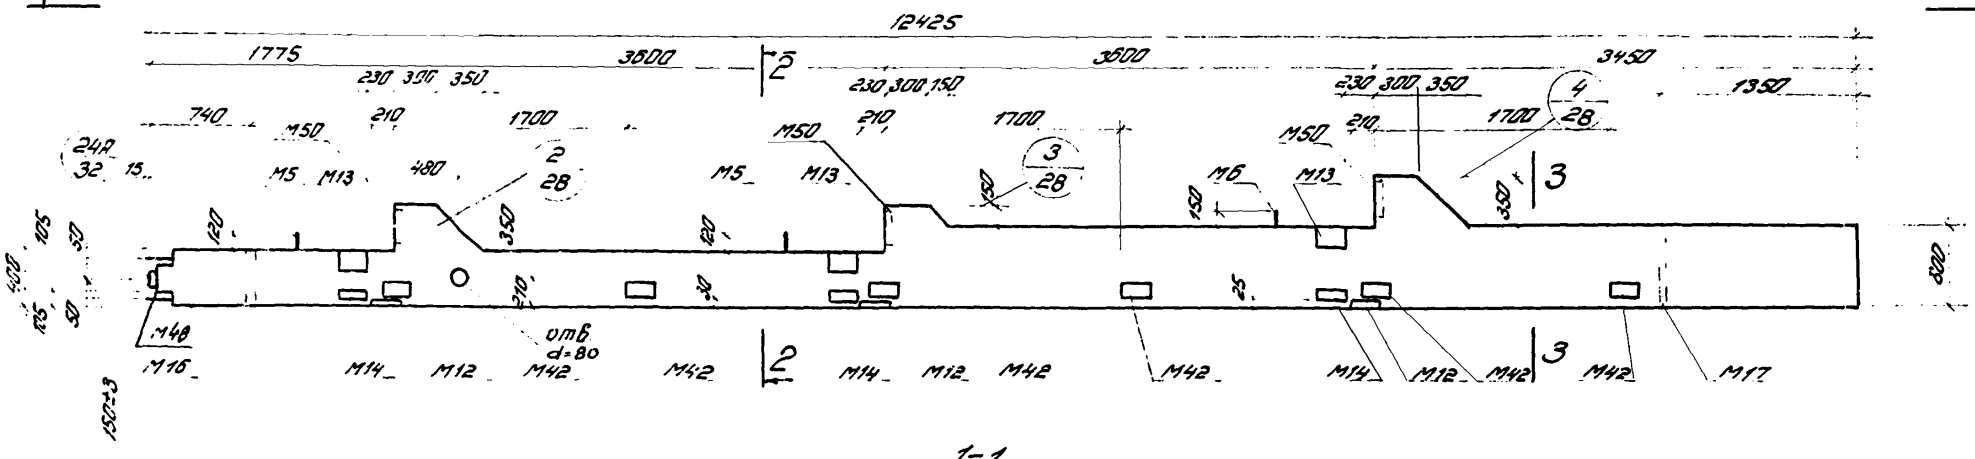 12425
1775 3600 2 3600 3450
230 300 350 230 300 150 230 300 350 4 1350
740 М50 210 1700 М50 210 1700 М50 210 1700 28
24А 2 3
32 15 М5 М13 480 28 М5 М13 150 28 М6 М13 3
120 350 120 150 350
400 105 50 800
105 50 210 30 25
отв.
d=80
М48
М16 М14 М12 М42 М42 2 М14 М12 М42 М42 М14 М12 М42 3 М42 М17
150±3
1-1